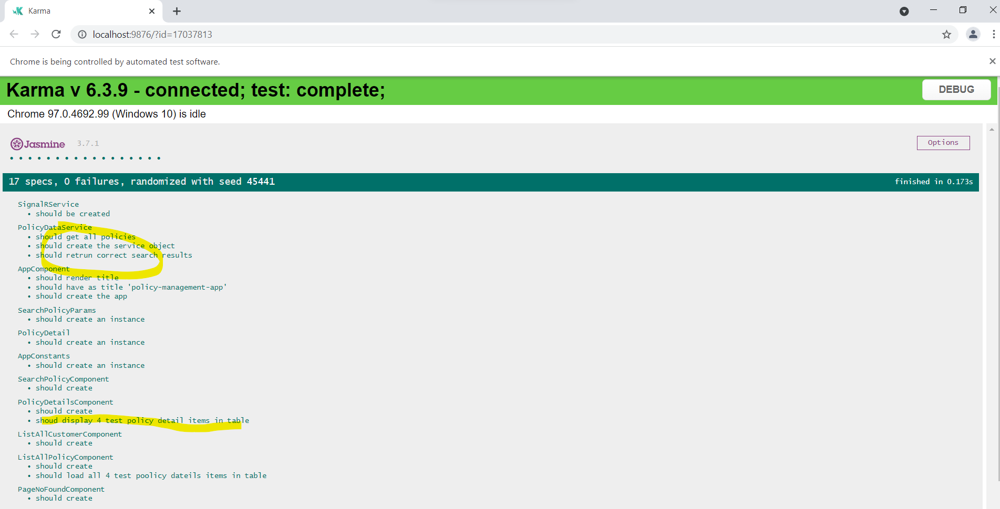 Karma
localhost:9876/?id=17037813
Chrome is being controlled by automated test software.
Karma v 6.3.9 - connected; test: complete;
DEBUG
Chrome 97.0.4692.99 (Windows 10) is idle
Jasmine 3.7.1
Options
17 specs, 0 failures, randomized with seed 45441
finished in 0.173s
SignalRService
• should be created
PolicyDataService
• should get all policies
• should create the service object
• should retrun correct search results
AppComponent
• should render title
• should have as title 'policy-management-app'
• should create the app
SearchPolicyParams
• should create an instance
PolicyDetail
• should create an instance
AppConstants
• should create an instance
SearchPolicyComponent
• should create
PolicyDetailsComponent
• should create
• shoud display 4 test policy detail items in table
ListAllCustomerComponent
• should create
ListAllPolicyComponent
• should create
• should load all 4 test poolicy dateils items in table
PageNoFoundComponent
• should create